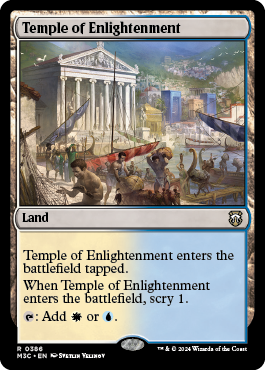 Temple of Enlightenment
Land
Temple of Enlightenment enters the
battlefield tapped.
When Temple of Enlightenment
enters the battlefield, scry 1.
: Add or .
R 0386
M3C • EN Svetlin Velinov
™ & © 2024 Wizards of the Coast